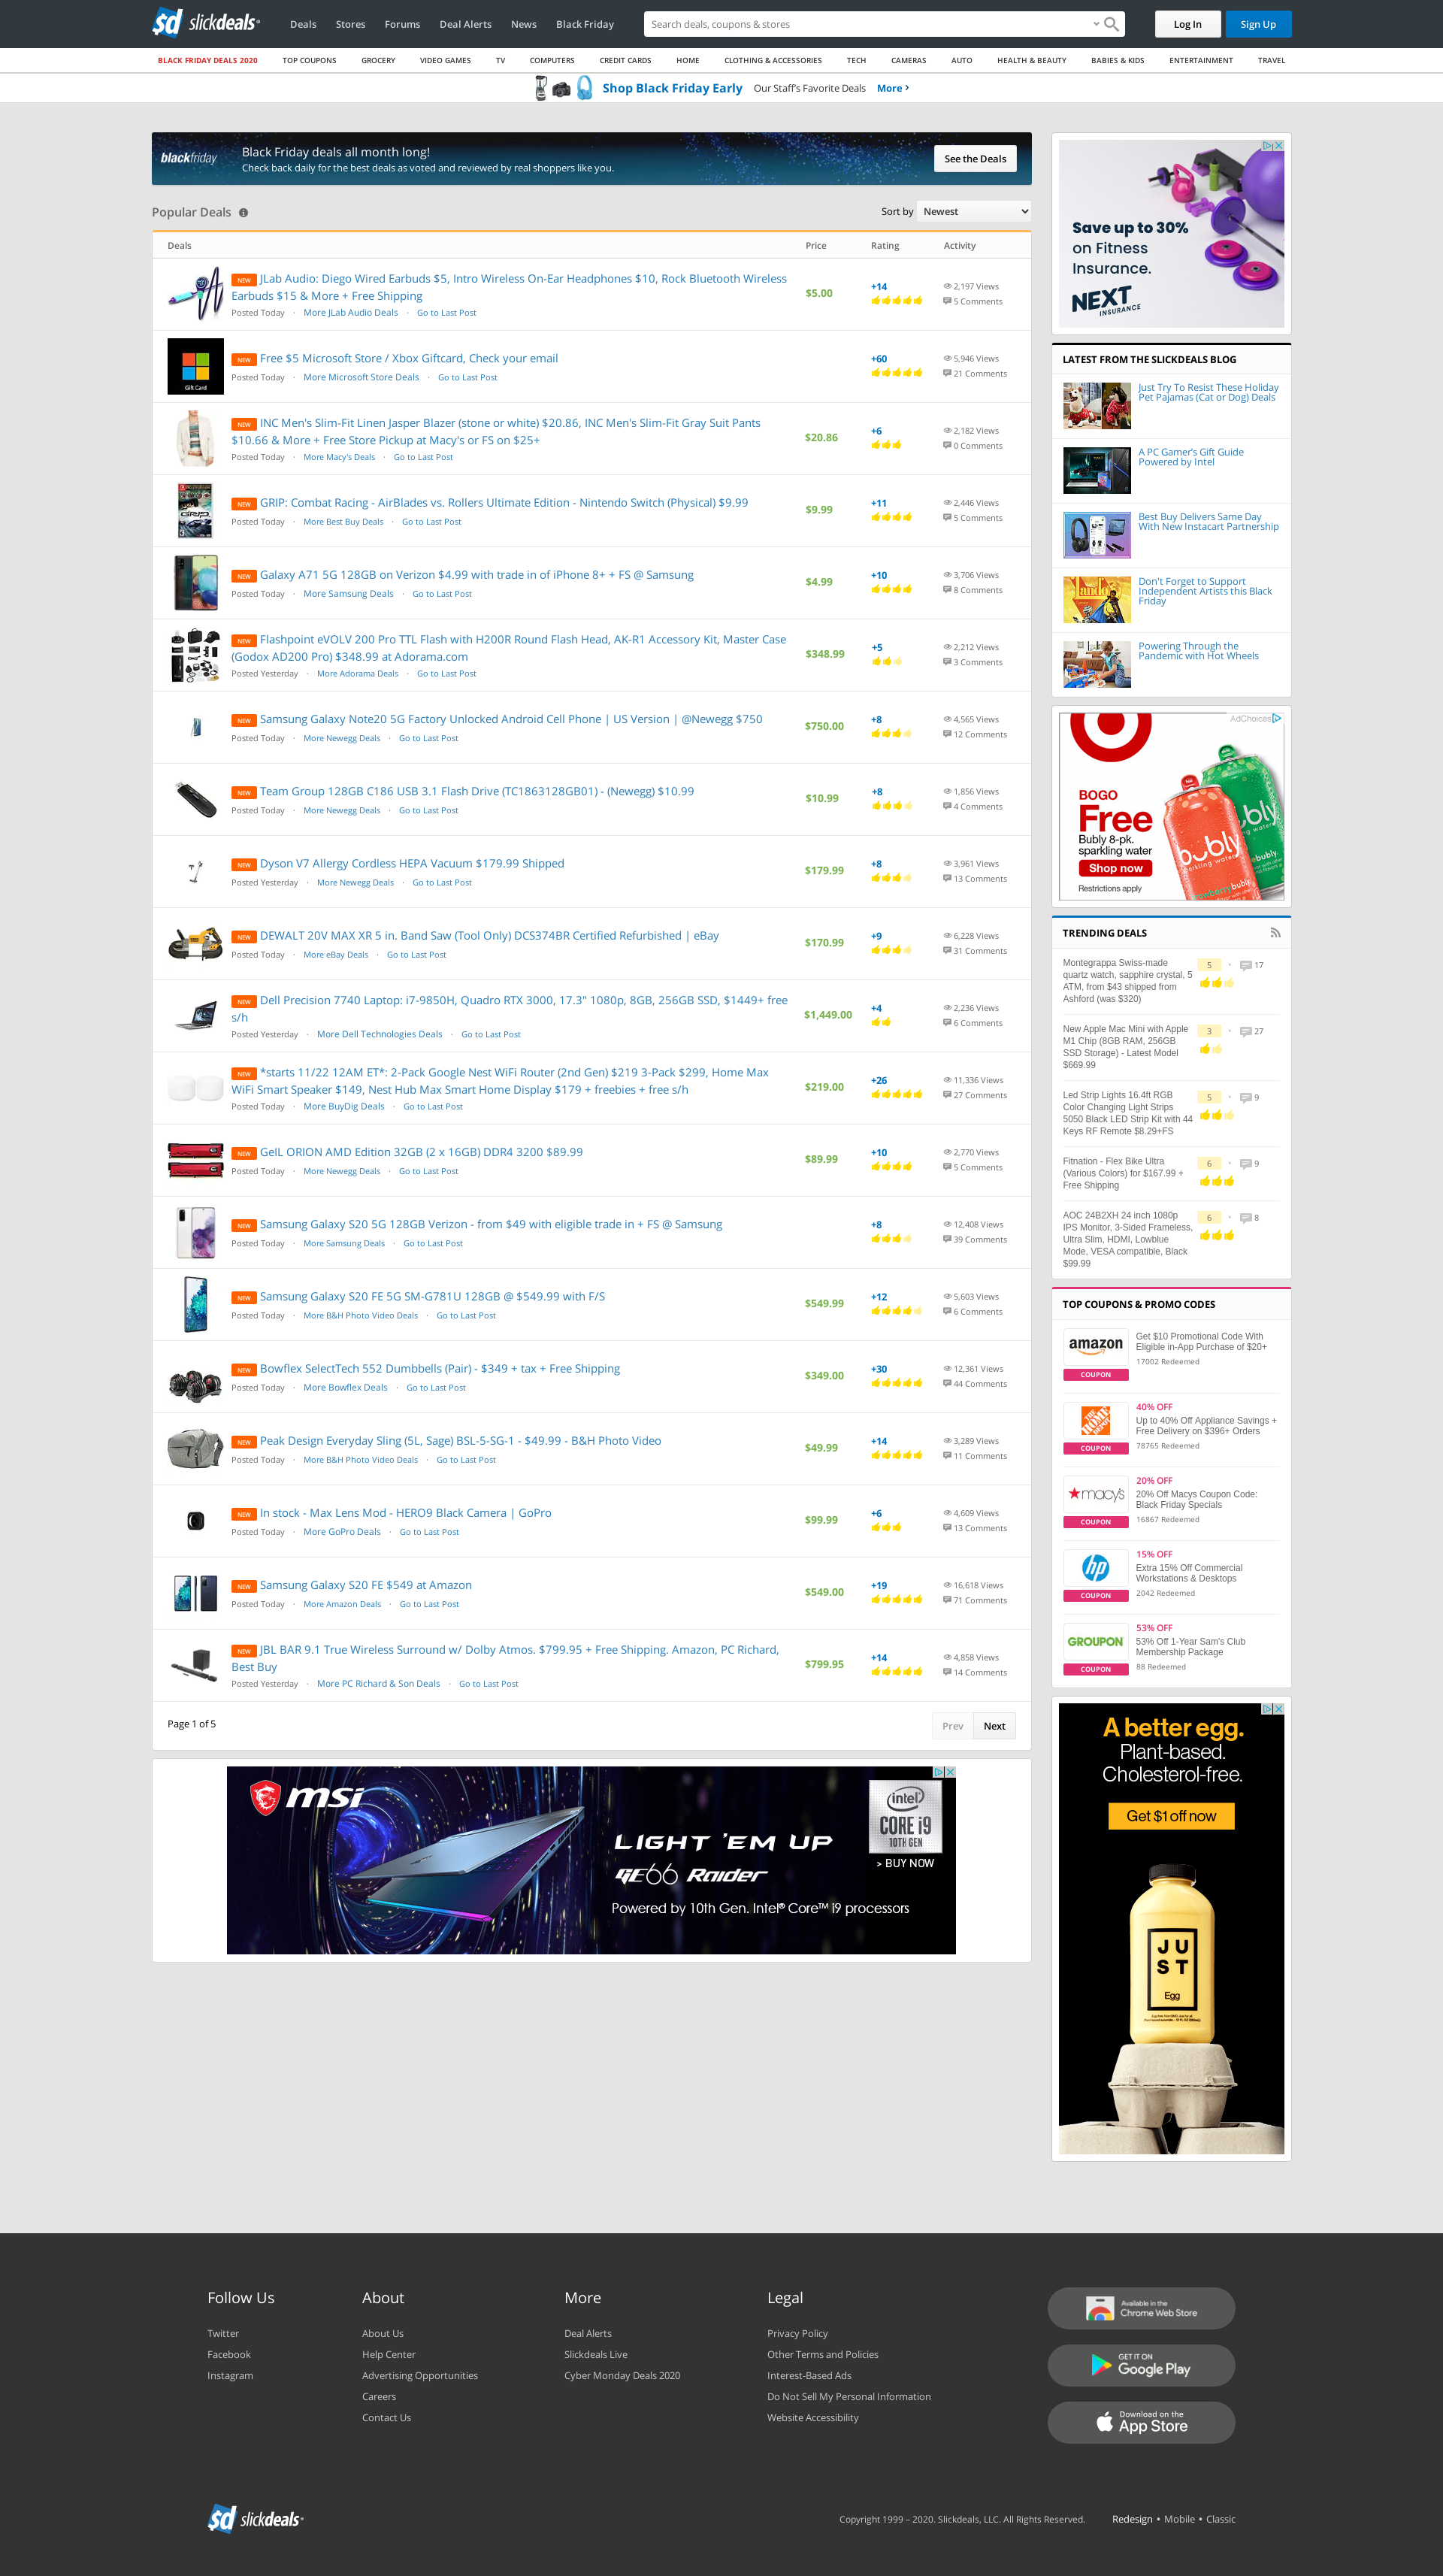 sd slickdeals
Deals Stores Forums Deal Alerts News Black Friday
Search deals, coupons & stores
Log In Sign Up
BLACK FRIDAY DEALS 2020 TOP COUPONS GROCERY VIDEO GAMES TV COMPUTERS CREDIT CARDS HOME CLOTHING & ACCESSORIES TECH CAMERAS AUTO HEALTH & BEAUTY BABIES & KIDS ENTERTAINMENT TRAVEL
Shop Black Friday Early Our Staff's Favorite Deals More ›
blackfriday
Black Friday deals all month long!
Check back daily for the best deals as voted and reviewed by real shoppers like you.
See the Deals
Popular Deals
Sort by Newest
Deals Price Rating Activity
NEW JLab Audio: Diego Wired Earbuds $5, Intro Wireless On-Ear Headphones $10, Rock Bluetooth Wireless
Earbuds $15 & More + Free Shipping
Posted Today · More JLab Audio Deals · Go to Last Post
$5.00
+14
2,197 Views
5 Comments
Gift Card
NEW Free $5 Microsoft Store / Xbox Giftcard, Check your email
Posted Today · More Microsoft Store Deals · Go to Last Post
+60
5,946 Views
21 Comments
NEW INC Men's Slim-Fit Linen Jasper Blazer (stone or white) $20.86, INC Men's Slim-Fit Gray Suit Pants
$10.66 & More + Free Store Pickup at Macy's or FS on $25+
Posted Today · More Macy's Deals · Go to Last Post
$20.86
+6
2,182 Views
0 Comments
GRIP
NEW GRIP: Combat Racing - AirBlades vs. Rollers Ultimate Edition - Nintendo Switch (Physical) $9.99
Posted Today · More Best Buy Deals · Go to Last Post
$9.99
+11
2,446 Views
5 Comments
NEW Galaxy A71 5G 128GB on Verizon $4.99 with trade in of iPhone 8+ + FS @ Samsung
Posted Today · More Samsung Deals · Go to Last Post
$4.99
+10
3,706 Views
8 Comments
NEW Flashpoint eVOLV 200 Pro TTL Flash with H200R Round Flash Head, AK-R1 Accessory Kit, Master Case
(Godox AD200 Pro) $348.99 at Adorama.com
Posted Yesterday · More Adorama Deals · Go to Last Post
$348.99
+5
2,212 Views
3 Comments
NEW Samsung Galaxy Note20 5G Factory Unlocked Android Cell Phone | US Version | @Newegg $750
Posted Today · More Newegg Deals · Go to Last Post
$750.00
+8
4,565 Views
12 Comments
NEW Team Group 128GB C186 USB 3.1 Flash Drive (TC1863128GB01) - (Newegg) $10.99
Posted Today · More Newegg Deals · Go to Last Post
$10.99
+8
1,856 Views
4 Comments
NEW Dyson V7 Allergy Cordless HEPA Vacuum $179.99 Shipped
Posted Yesterday · More Newegg Deals · Go to Last Post
$179.99
+8
3,961 Views
13 Comments
NEW DEWALT 20V MAX XR 5 in. Band Saw (Tool Only) DCS374BR Certified Refurbished | eBay
Posted Today · More eBay Deals · Go to Last Post
$170.99
+9
6,228 Views
31 Comments
NEW Dell Precision 7740 Laptop: i7-9850H, Quadro RTX 3000, 17.3" 1080p, 8GB, 256GB SSD, $1449+ free
s/h
Posted Yesterday · More Dell Technologies Deals · Go to Last Post
$1,449.00
+4
2,236 Views
6 Comments
NEW *starts 11/22 12AM ET*: 2-Pack Google Nest WiFi Router (2nd Gen) $219 3-Pack $299, Home Max
WiFi Smart Speaker $149, Nest Hub Max Smart Home Display $179 + freebies + free s/h
Posted Today · More BuyDig Deals · Go to Last Post
$219.00
+26
11,336 Views
27 Comments
NEW GeIL ORION AMD Edition 32GB (2 x 16GB) DDR4 3200 $89.99
Posted Today · More Newegg Deals · Go to Last Post
$89.99
+10
2,770 Views
5 Comments
NEW Samsung Galaxy S20 5G 128GB Verizon - from $49 with eligible trade in + FS @ Samsung
Posted Today · More Samsung Deals · Go to Last Post
+8
12,408 Views
39 Comments
NEW Samsung Galaxy S20 FE 5G SM-G781U 128GB @ $549.99 with F/S
Posted Today · More B&H Photo Video Deals · Go to Last Post
$549.99
+12
5,603 Views
6 Comments
NEW Bowflex SelectTech 552 Dumbbells (Pair) - $349 + tax + Free Shipping
Posted Today · More Bowflex Deals · Go to Last Post
$349.00
+30
12,361 Views
44 Comments
NEW Peak Design Everyday Sling (5L, Sage) BSL-5-SG-1 - $49.99 - B&H Photo Video
Posted Today · More B&H Photo Video Deals · Go to Last Post
$49.99
+14
3,289 Views
11 Comments
NEW In stock - Max Lens Mod - HERO9 Black Camera | GoPro
Posted Today · More GoPro Deals · Go to Last Post
$99.99
+6
4,609 Views
13 Comments
NEW Samsung Galaxy S20 FE $549 at Amazon
Posted Today · More Amazon Deals · Go to Last Post
$549.00
+19
16,618 Views
71 Comments
NEW JBL BAR 9.1 True Wireless Surround w/ Dolby Atmos. $799.95 + Free Shipping. Amazon, PC Richard,
Best Buy
Posted Yesterday · More PC Richard & Son Deals · Go to Last Post
$799.95
+14
4,858 Views
14 Comments
Page 1 of 5
Prev Next
msi
LIGHT 'EM UP
GE66 Raider
Powered by 10th Gen. Intel® Core™ i9 processors
intel
CORE i9
10TH GEN
> BUY NOW
Save up to 30%
on Fitness
Insurance.
NEXT
INSURANCE
LATEST FROM THE SLICKDEALS BLOG
Just Try To Resist These Holiday
Pet Pajamas (Cat or Dog) Deals
A PC Gamer's Gift Guide
Powered by Intel
Best Buy Delivers Same Day
With New Instacart Partnership
Don't Forget to Support
Independent Artists this Black
Friday
Powering Through the
Pandemic with Hot Wheels
AdChoices
BOGO
Free
Bubly 8-pk.
sparkling water
Shop now
Restrictions apply
bubly
bubly
TRENDING DEALS
Montegrappa Swiss-made
quartz watch, sapphire crystal, 5
ATM, from $43 shipped from
Ashford (was $320)
5 · 17
New Apple Mac Mini with Apple
M1 Chip (8GB RAM, 256GB
SSD Storage) - Latest Model
$669.99
3 · 27
Led Strip Lights 16.4ft RGB
Color Changing Light Strips
5050 Black LED Strip Kit with 44
Keys RF Remote $8.29+FS
5 · 9
Fitnation - Flex Bike Ultra
(Various Colors) for $167.99 +
Free Shipping
6 · 9
AOC 24B2XH 24 inch 1080p
IPS Monitor, 3-Sided Frameless,
Ultra Slim, HDMI, Lowblue
Mode, VESA compatible, Black
$99.99
6 · 8
TOP COUPONS & PROMO CODES
amazon
COUPON
Get $10 Promotional Code With
Eligible in-App Purchase of $20+
17002 Redeemed
THE HOME DEPOT
COUPON
40% OFF
Up to 40% Off Appliance Savings +
Free Delivery on $396+ Orders
78765 Redeemed
macy's
COUPON
20% OFF
20% Off Macys Coupon Code:
Black Friday Specials
16867 Redeemed
hp
COUPON
15% OFF
Extra 15% Off Commercial
Workstations & Desktops
2042 Redeemed
GROUPON
COUPON
53% OFF
53% Off 1-Year Sam's Club
Membership Package
88 Redeemed
A better egg.
Plant-based.
Cholesterol-free.
Get $1 off now
JUST
Egg
Follow Us
Twitter
Facebook
Instagram
About
About Us
Help Center
Advertising Opportunities
Careers
Contact Us
More
Deal Alerts
Slickdeals Live
Cyber Monday Deals 2020
Legal
Privacy Policy
Other Terms and Policies
Interest-Based Ads
Do Not Sell My Personal Information
Website Accessibility
Available in the
Chrome Web Store
GET IT ON
Google Play
Download on the
App Store
sd slickdeals
Copyright 1999 – 2020. Slickdeals, LLC. All Rights Reserved. Redesign • Mobile • Classic